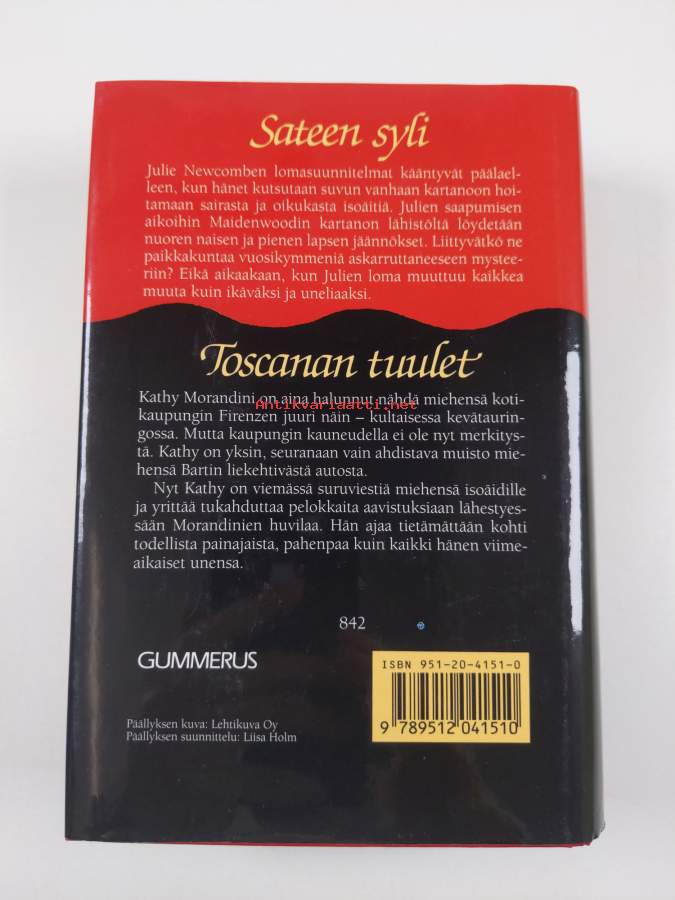 Sateen syli
Julie Newcomben lomasuunnitelmat kääntyvät päälael-
leen, kun hänet kutsutaan suvun vanhaan kartanoon hoi-
tamaan sairasta ja oikukasta isoäitiä. Julien saapumisen
aikoihin Maidenwoodin kartanon lähistöltä löydetään
nuoren naisen ja pienen lapsen jäännökset. Liittyvätkö ne
paikkakuntaa vuosikymmeniä askarruttaneeseen mystee-
riin? Eikä aikaakaan, kun Julien loma muuttuu kaikkea
muuta kuin ikäväksi ja uneliaaksi.
Toscanan tuulet
Kathy Morandini on aina halunnut nähdä miehensä koti-
Antikvariaatti.net
kaupungin Firenzen juuri näin – kultaisessa kevätaurin-
gossa. Mutta kaupungin kauneudella ei ole nyt merkitys-
tä. Kathy on yksin, seuranaan vain ahdistava muisto mie-
hensä Bartin liekehtivästä autosta.
Nyt Kathy on viemässä suruviestiä miehensä isoäidille
ja yrittää tukahduttaa pelokkaita aavistuksiaan lähestyes-
sään Morandinien huvilaa. Hän ajaa tietämättään kohti
todellista painajaista, pahenpaa kuin kaikki hänen viime-
aikaiset unensa.
842
GUMMERUS
ISBN 951-20-4151-0
9 789512 041510
Päällyksen kuva: Lehtikuva Oy
Päällyksen suunnittelu: Liisa Holm